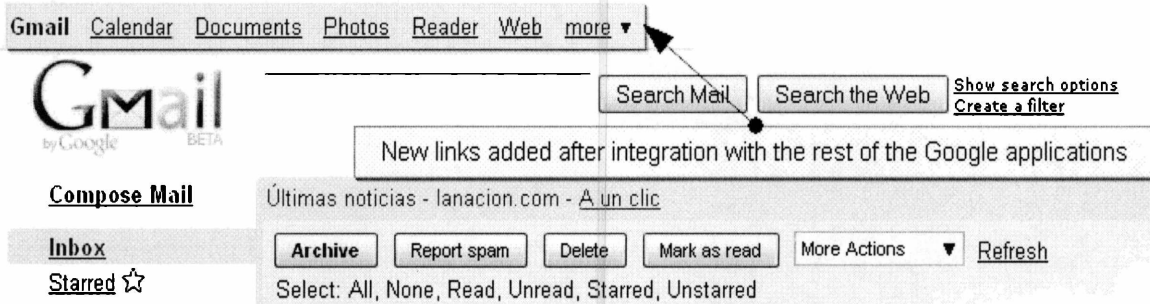 Gmail Calendar Documents Photos Reader Web more ▼
Gmail
by Google BETA
Search Mail Search the Web Show search options
Create a filter
New links added after integration with the rest of the Google applications
Compose Mail
Últimas noticias - lanacion.com - A un clic
Inbox
Archive Report spam Delete Mark as read More Actions ▼ Refresh
Starred ☆
Select: All, None, Read, Unread, Starred, Unstarred